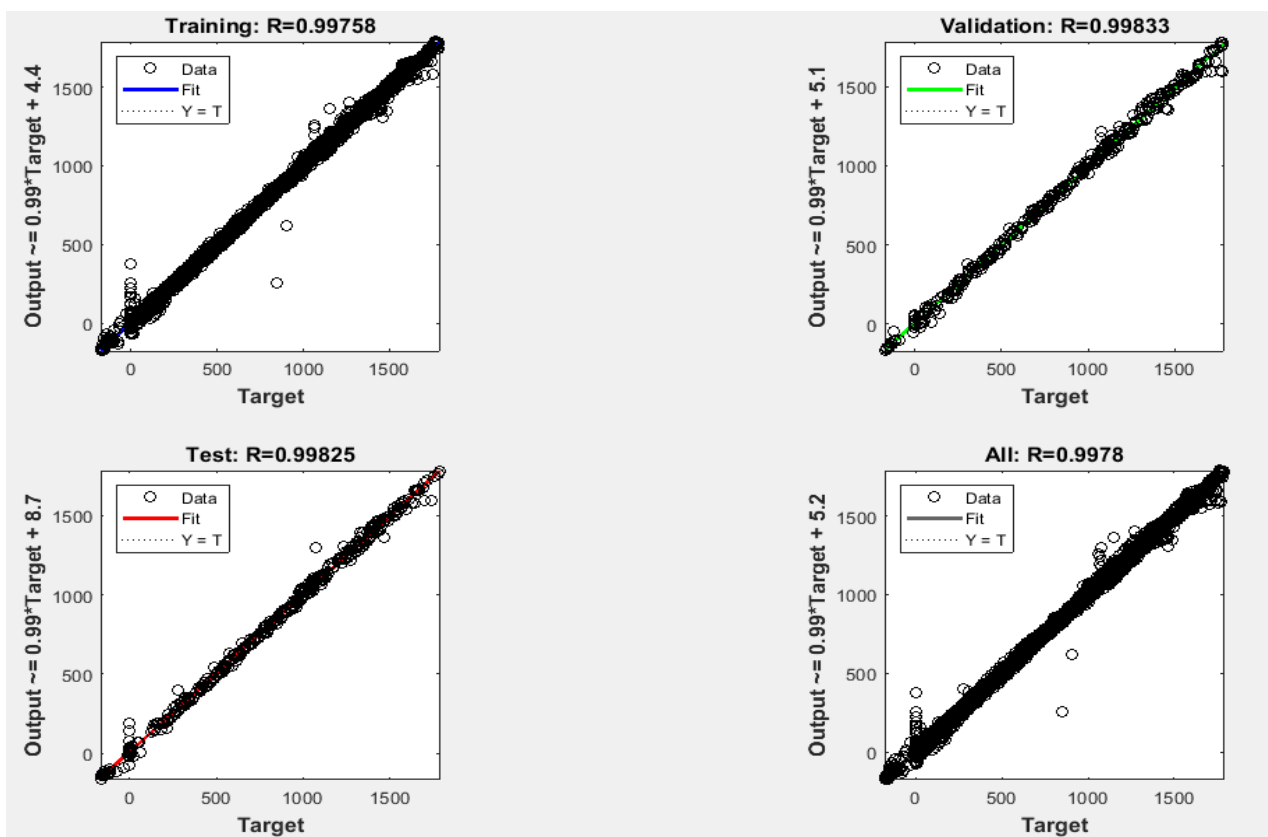 Training: R=0.99758
Output ~= 0.99*Target + 4.4
Data
Fit
Y = T
1500
1000
500
0
0 500 1000 1500
Target
Validation: R=0.99833
Output ~= 0.99*Target + 5.1
Data
Fit
Y = T
1500
1000
500
0
0 500 1000 1500
Target
Test: R=0.99825
Output ~= 0.99*Target + 8.7
Data
Fit
Y = T
1500
1000
500
0
0 500 1000 1500
Target
All: R=0.9978
Output ~= 0.99*Target + 5.2
Data
Fit
Y = T
1500
1000
500
0
0 500 1000 1500
Target